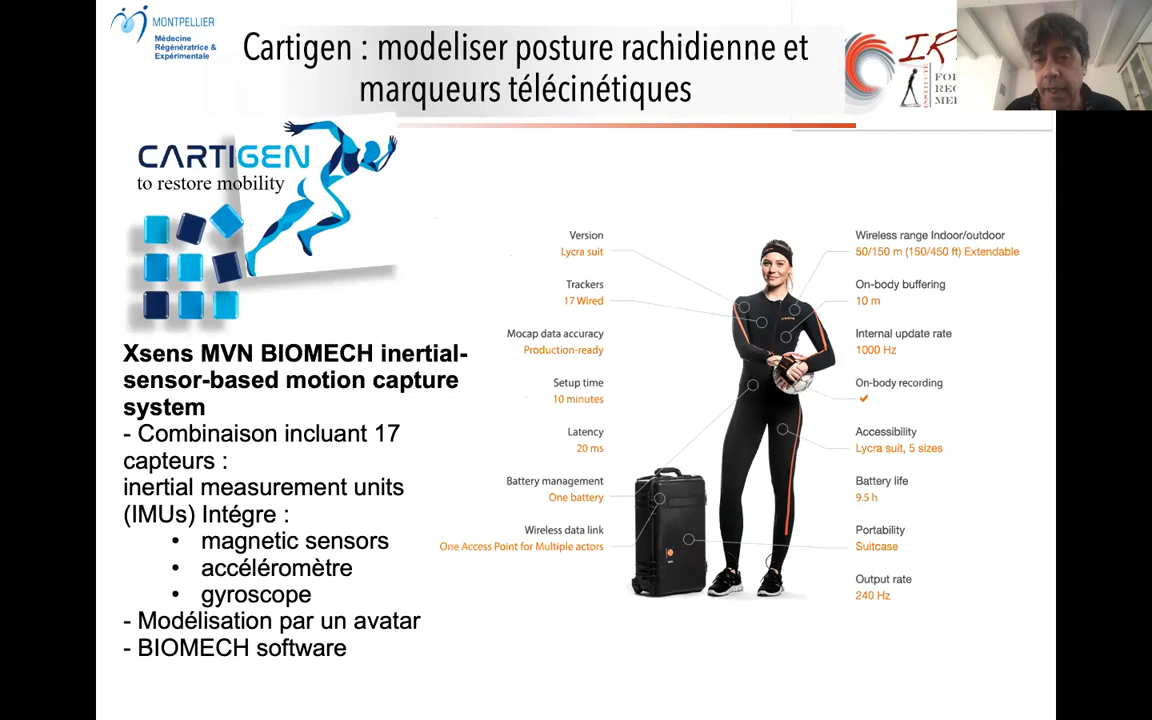 MONTPELLIER
Médecine
Régénératrice &
Expérimentale
Cartigen : modeliser posture rachidienne et
marqueurs télécinétiques
CARTIGEN
to restore mobility
Xsens MVN BIOMECH inertial-
sensor-based motion capture
system
- Combinaison incluant 17
capteurs :
inertial measurement units
(IMUs) Intégre :
• magnetic sensors
• accéléromètre
• gyroscope
- Modélisation par un avatar
- BIOMECH software
Version
Lycra suit
Trackers
17 Wired
Mocap data accuracy
Production-ready
Setup time
10 minutes
Latency
20 ms
Battery management
One battery
Wireless data link
One Access Point for Multiple actors
Wireless range Indoor/outdoor
50/150 m (150/450 ft) Extendable
On-body buffering
10 m
Internal update rate
1000 Hz
On-body recording
Accessibility
Lycra suit, 5 sizes
Battery life
9.5 h
Portability
Suitcase
Output rate
240 Hz